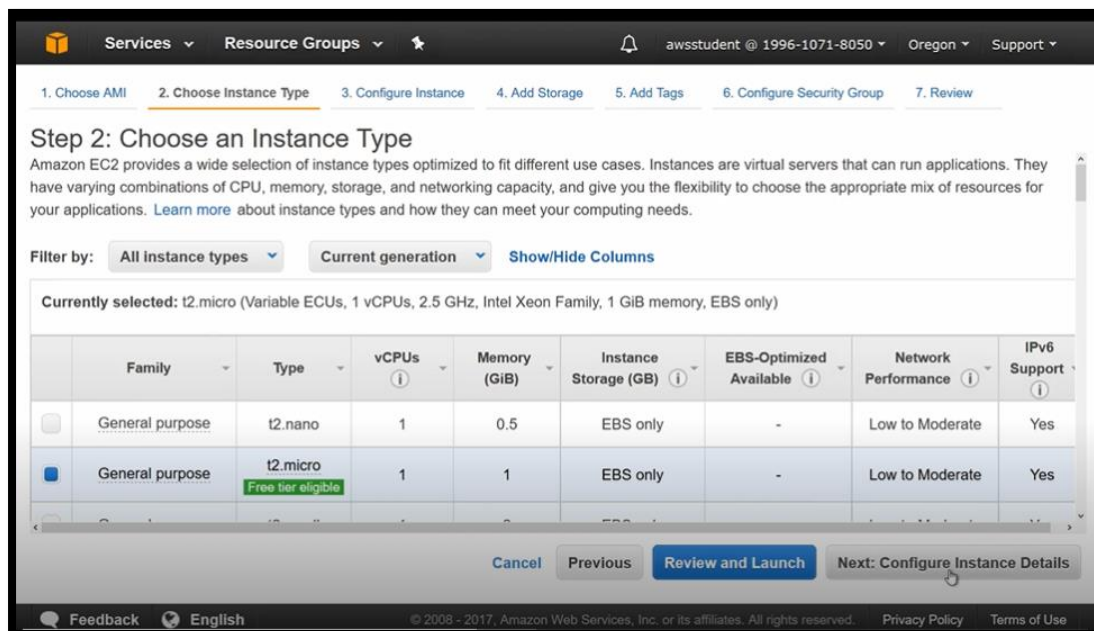 Services Resource Groups awsstudent @ 1996-1071-8050 Oregon Support
1. Choose AMI 2. Choose Instance Type 3. Configure Instance 4. Add Storage 5. Add Tags 6. Configure Security Group 7. Review
Step 2: Choose an Instance Type
Amazon EC2 provides a wide selection of instance types optimized to fit different use cases. Instances are virtual servers that can run applications. They
have varying combinations of CPU, memory, storage, and networking capacity, and give you the flexibility to choose the appropriate mix of resources for
your applications. Learn more about instance types and how they can meet your computing needs.
Filter by: All instance types Current generation Show/Hide Columns
Currently selected: t2.micro (Variable ECUs, 1 vCPUs, 2.5 GHz, Intel Xeon Family, 1 GiB memory, EBS only)
Family Type vCPUs Memory (GiB) Instance Storage (GB) EBS-Optimized Available Network Performance IPv6 Support
General purpose t2.nano 1 0.5 EBS only - Low to Moderate Yes
General purpose t2.micro 1 1 EBS only - Low to Moderate Yes
Free tier eligible
Cancel Previous Review and Launch Next: Configure Instance Details
Feedback English © 2008 - 2017, Amazon Web Services, Inc. or its affiliates. All rights reserved. Privacy Policy Terms of Use